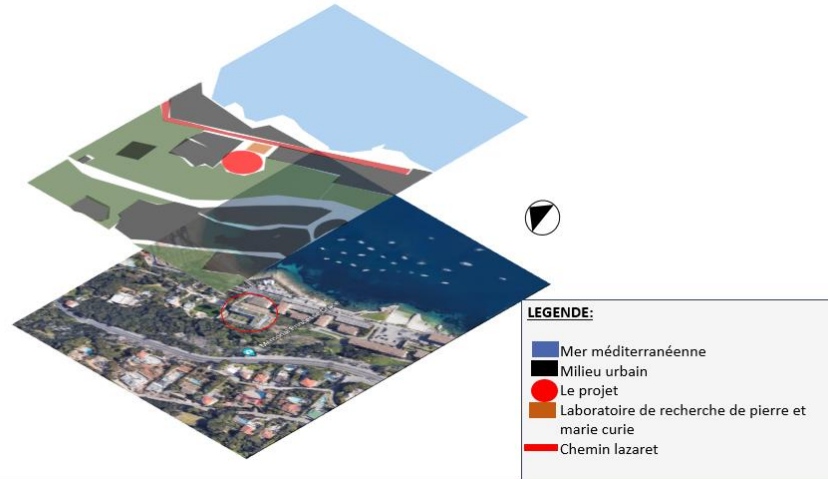 LEGENDE:
Mer méditerranéenne
Milieu urbain
Le projet
Laboratoire de recherche de pierre et
marie curie
Chemin lazaret